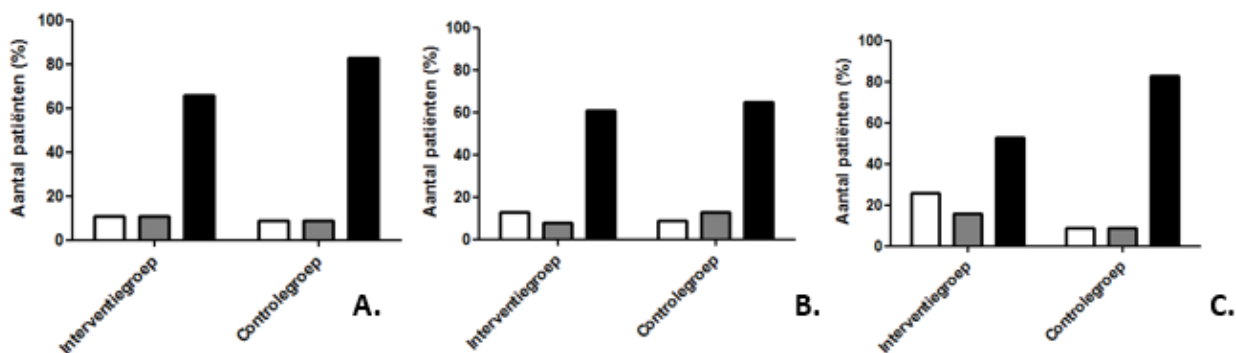 Aantal patiënten (%)
100
80
60
40
20
0
Interventiegroep
Controlegroep
A.
Aantal patiënten (%)
100
80
60
40
20
0
Interventiegroep
Controlegroep
B.
Aantal patiënten (%)
100
80
60
40
20
0
Interventiegroep
Controlegroep
C.